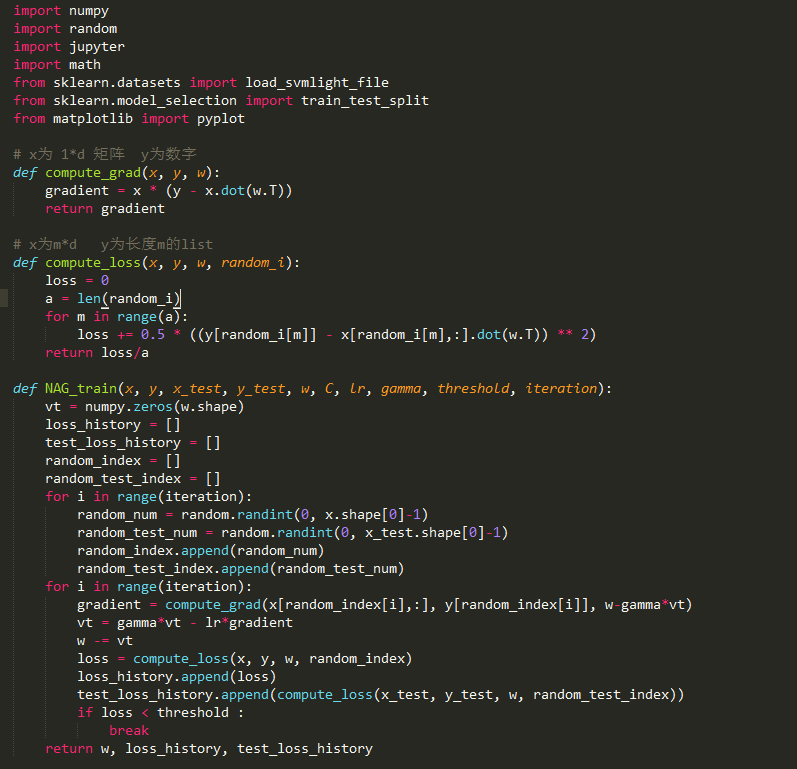 import numpy
import random
import jupyter
import math
from sklearn.datasets import load_svmlight_file
from sklearn.model_selection import train_test_split
from matplotlib import pyplot
# x为 1*d 矩阵  y为数字
def compute_grad(x, y, w):
    gradient = x * (y - x.dot(w.T))
    return gradient
# x为m*d   y为长度m的list
def compute_loss(x, y, w, random_i):
    loss = 0
    a = len(random_i)
    for m in range(a):
        loss += 0.5 * ((y[random_i[m]] - x[random_i[m],:].dot(w.T)) ** 2)
    return loss/a
def NAG_train(x, y, x_test, y_test, w, C, lr, gamma, threshold, iteration):
    vt = numpy.zeros(w.shape)
    loss_history = []
    test_loss_history = []
    random_index = []
    random_test_index = []
    for i in range(iteration):
        random_num = random.randint(0, x.shape[0]-1)
        random_test_num = random.randint(0, x_test.shape[0]-1)
        random_index.append(random_num)
        random_test_index.append(random_test_num)
    for i in range(iteration):
        gradient = compute_grad(x[random_index[i],:], y[random_index[i]], w-gamma*vt)
        vt = gamma*vt - lr*gradient
        w -= vt
        loss = compute_loss(x, y, w, random_index)
        loss_history.append(loss)
        test_loss_history.append(compute_loss(x_test, y_test, w, random_test_index))
        if loss < threshold :
            break
    return w, loss_history, test_loss_history